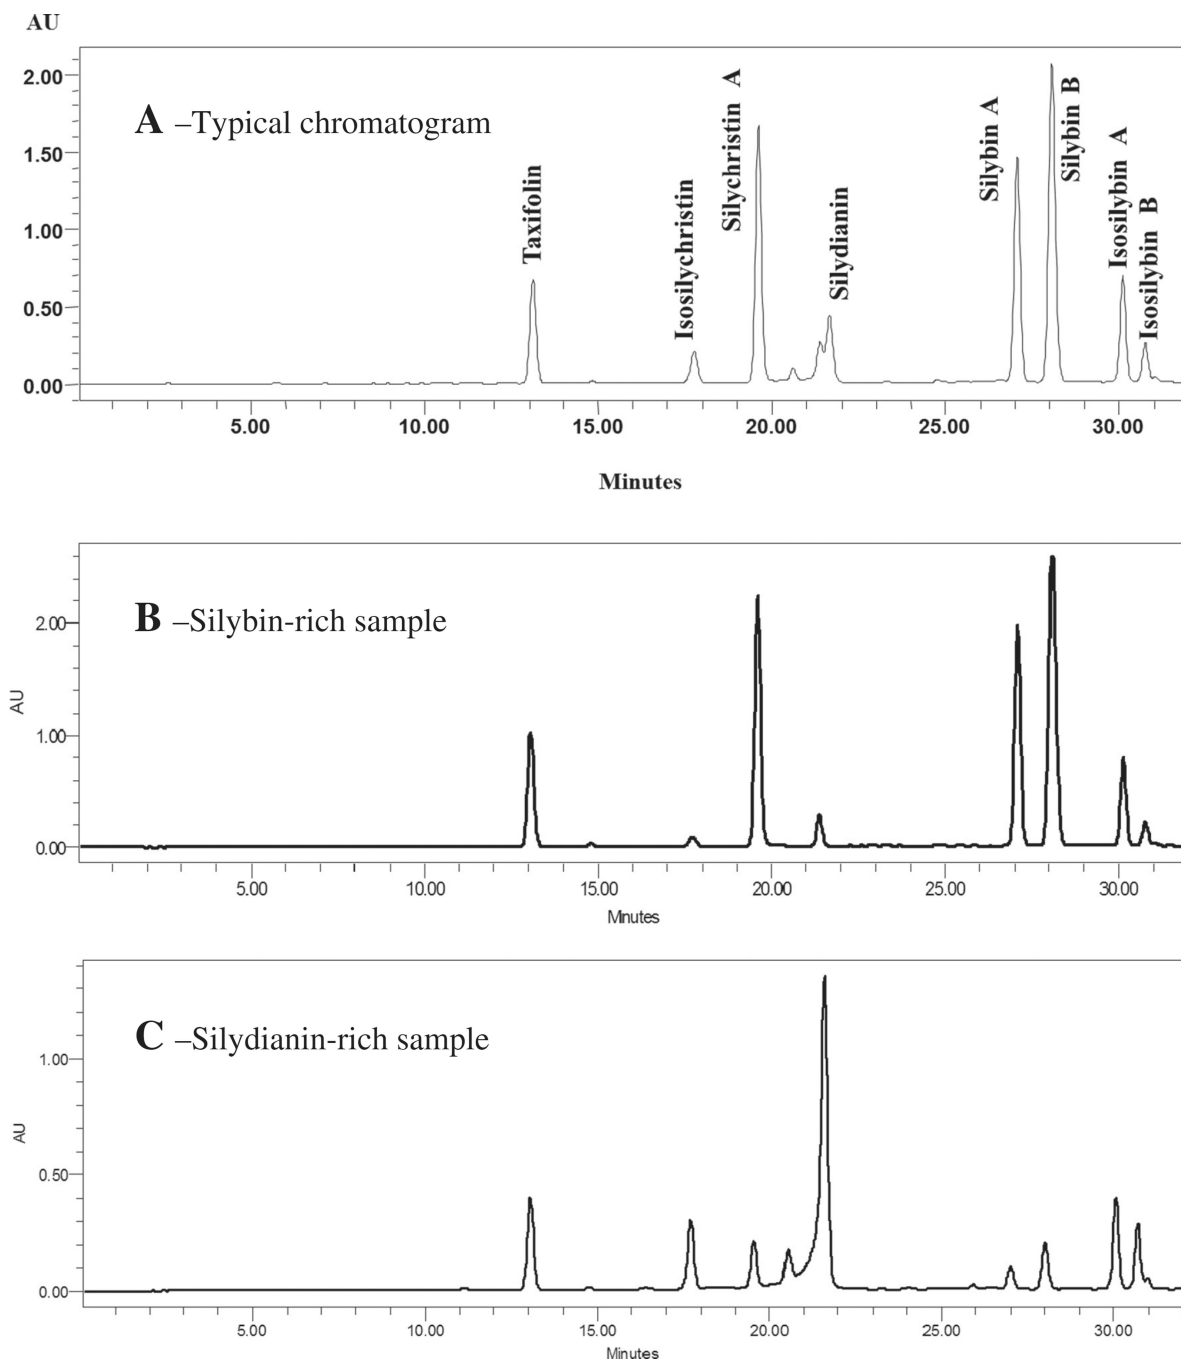 AU
A –Typical chromatogram
2.00
1.50
1.00
0.50
0.00
Taxifolin
Isosilychristin
Silychristin A
Silydianin
Silybin A
Silybin B
Isosilybin A
Isosilybin B
5.00 10.00 15.00 20.00 25.00 30.00
Minutes
B –Silybin-rich sample
AU
2.00
1.00
0.00
5.00 10.00 15.00 20.00 25.00 30.00
Minutes
C –Silydianin-rich sample
AU
1.00
0.50
0.00
5.00 10.00 15.00 20.00 25.00 30.00
Minutes